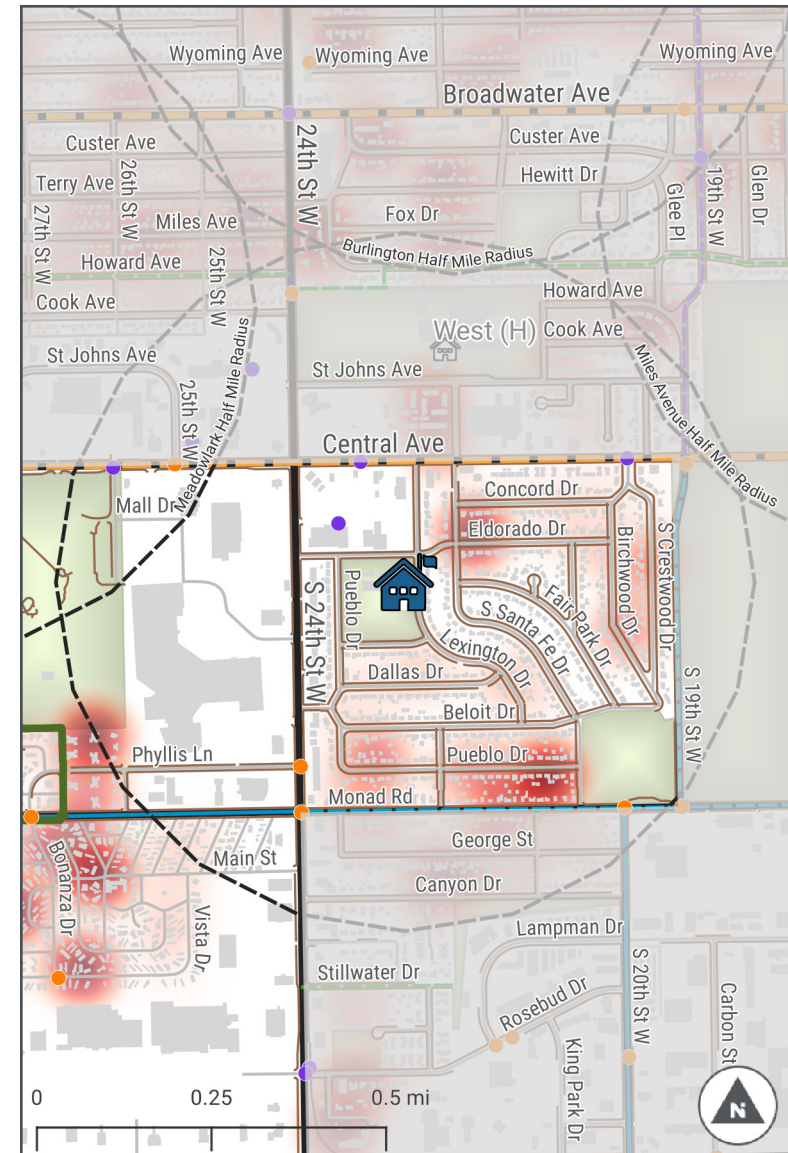 Wyoming Ave
Wyoming Ave
Wyoming Ave
Broadwater Ave
Custer Ave
24th St W
Custer Ave
Terry Ave
26th St W
27th St W
Hewitt Dr
Glee Pl
19th St W
Glen Dr
Miles Ave
Fox Dr
Burlington Half Mile Radius
Howard Ave
25th St W
Cook Ave
Howard Ave
West (H)
Cook Ave
St Johns Ave
St Johns Ave
Meadowlark Half Mile Radius
Miles Avenue Half Mile Radius
25th St W
Central Ave
Mall Dr
Concord Dr
Eldorado Dr
Birchwood Dr
S Crestwood Dr
Pueblo Dr
S 24th St W
Fair Park Dr
S Santa Fe Dr
Lexington Dr
Dallas Dr
S 19th St W
Beloit Dr
Phyllis Ln
Pueblo Dr
Monad Rd
George St
Main St
Bonanza Dr
Canyon Dr
Vista Dr
Lampman Dr
Stillwater Dr
S 20th St W
Rosebud Dr
Carbon St
King Park Dr
0 0.25 0.5 mi
N